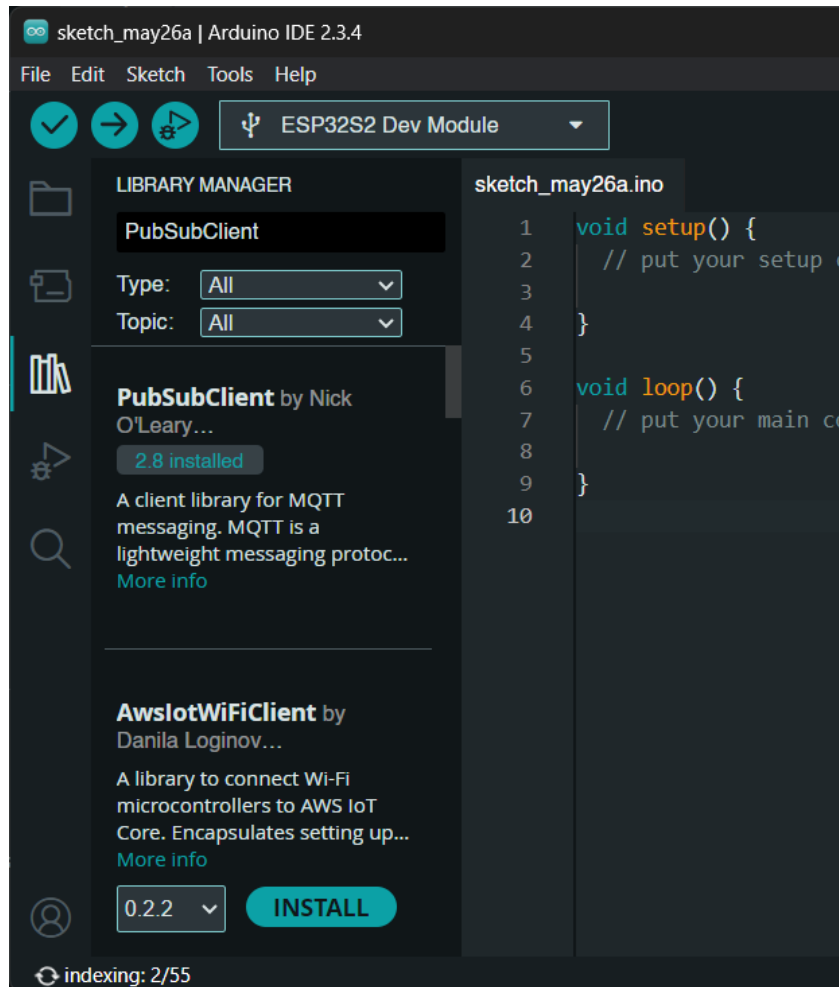 sketch_may26a | Arduino IDE 2.3.4
File Edit Sketch Tools Help
ESP32S2 Dev Module
LIBRARY MANAGER
PubSubClient
Type: All
Topic: All
PubSubClient by Nick
O'Leary...
2.8 installed
A client library for MQTT
messaging. MQTT is a
lightweight messaging protoc...
More info
AwsIotWiFiClient by
Danila Loginov...
A library to connect Wi-Fi
microcontrollers to AWS IoT
Core. Encapsulates setting up...
More info
0.2.2 INSTALL
sketch_may26a.ino
1 void setup() {
2 // put your setup
3
4 }
5
6 void loop() {
7 // put your main
8
9 }
10
indexing: 2/55